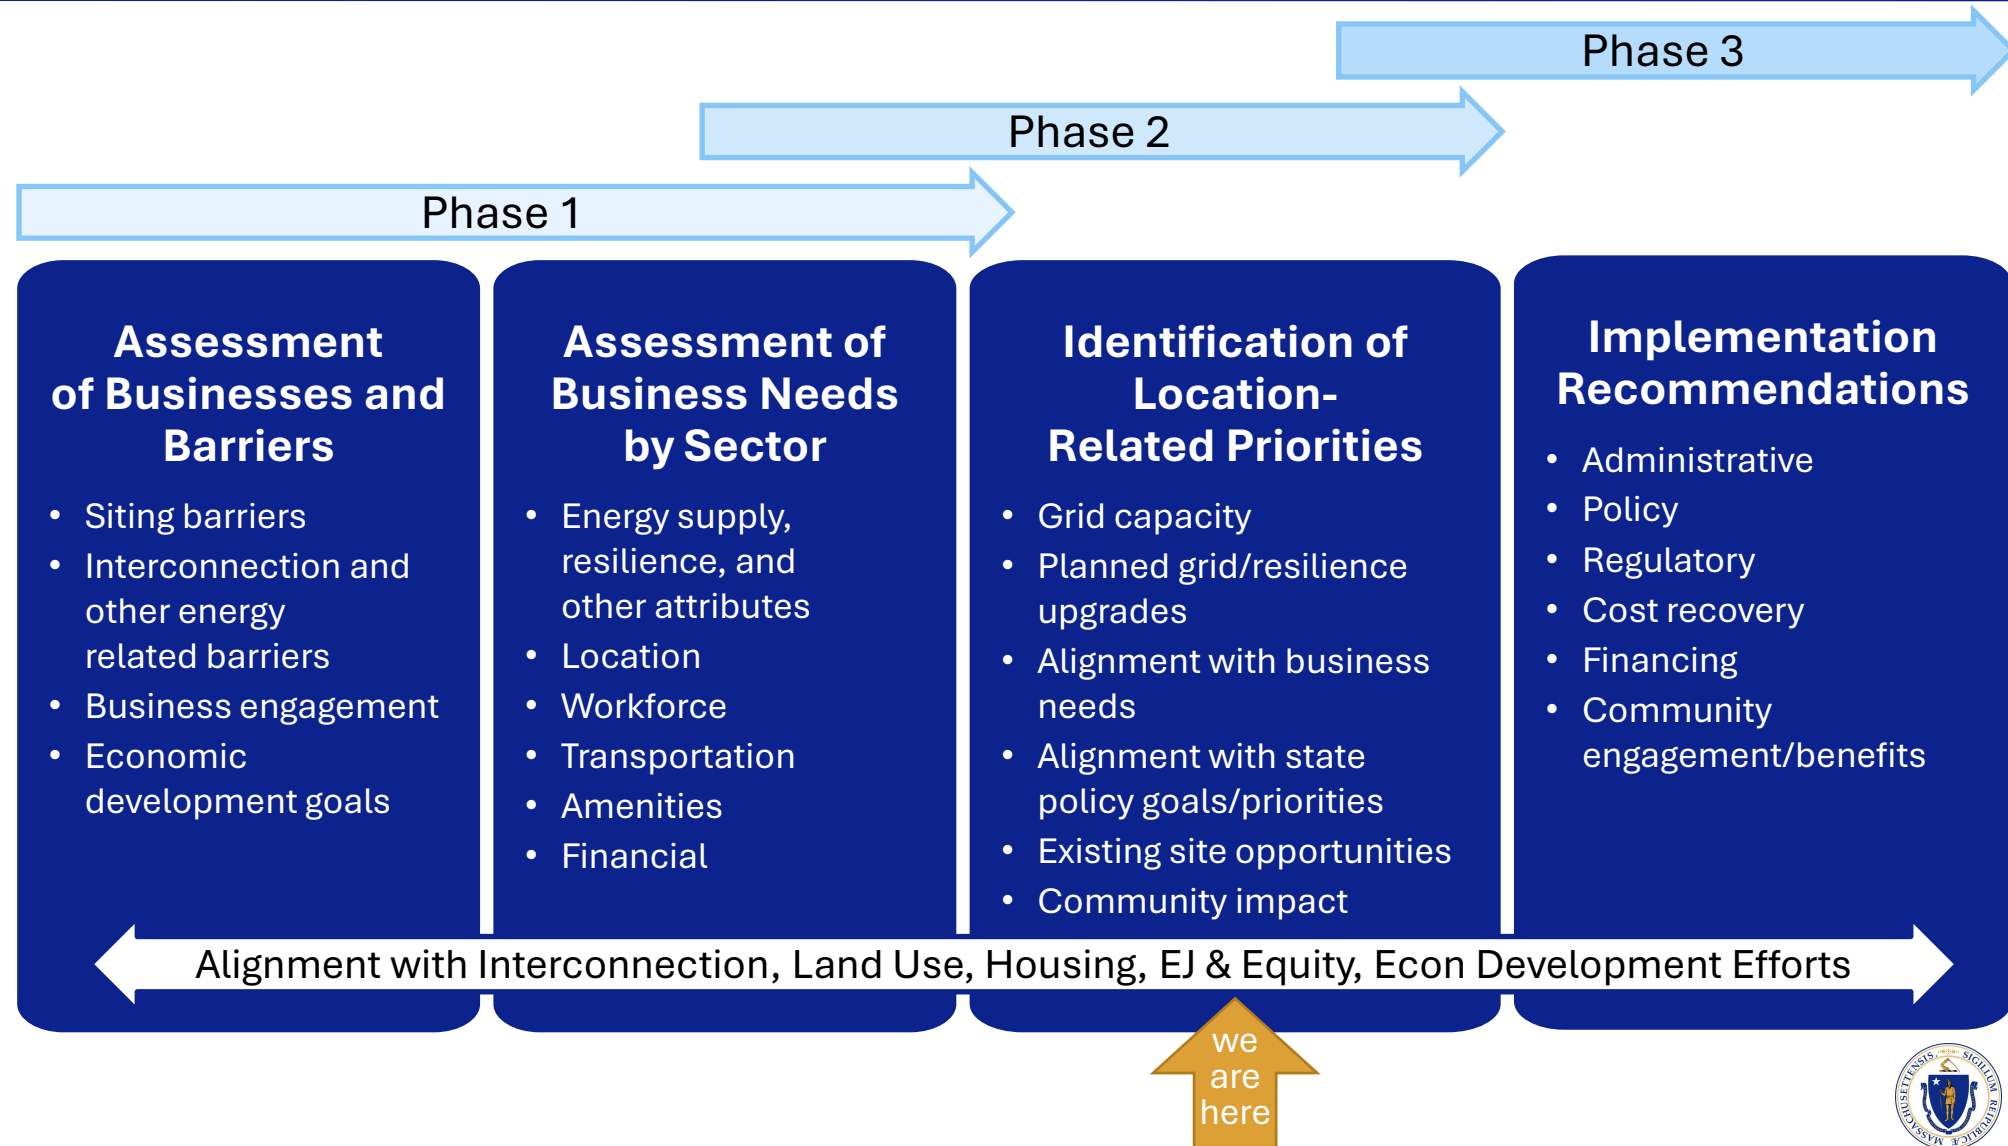 Phase 3
Phase 2
Phase 1
Assessment
of Businesses and
Barriers
• Siting barriers
• Interconnection and
other energy
related barriers
• Business engagement
• Economic
development goals
Assessment of
Business Needs
by Sector
• Energy supply,
resilience, and
other attributes
• Location
• Workforce
• Transportation
• Amenities
• Financial
Identification of
Location-
Related Priorities
• Grid capacity
• Planned grid/resilience
upgrades
• Alignment with business
needs
• Alignment with state
policy goals/priorities
• Existing site opportunities
• Community impact
Implementation
Recommendations
• Administrative
• Policy
• Regulatory
• Cost recovery
• Financing
• Community
engagement/benefits
Alignment with Interconnection, Land Use, Housing, EJ & Equity, Econ Development Efforts
we
are
here
SIGILLUM REIPUBLICÆ MASSACHUSETTENSIS